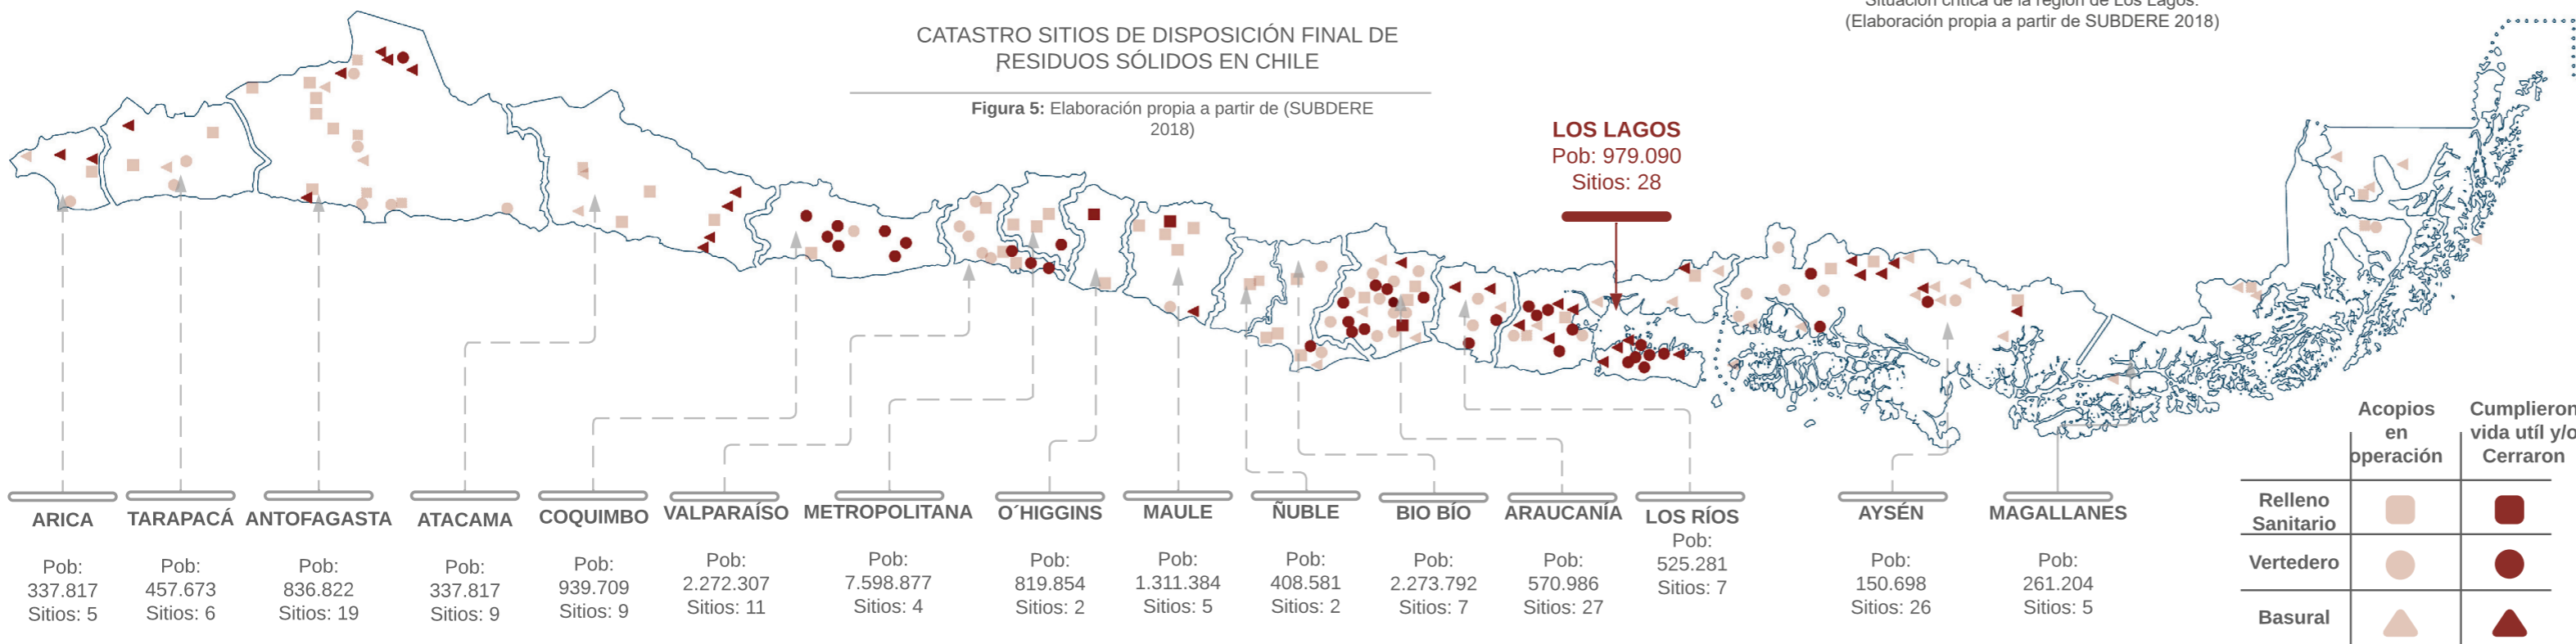 Situación crítica de la región de Los Lagos.
(Elaboración propia a partir de SUBDERE 2018)
CATASTRO SITIOS DE DISPOSICIÓN FINAL DE
RESIDUOS SÓLIDOS EN CHILE
Figura 5: Elaboración propia a partir de (SUBDERE
2018)
LOS LAGOS
Pob: 979.090
Sitios: 28
ARICA
Pob:
337.817
Sitios: 5
TARAPACÁ
Pob:
457.673
Sitios: 6
ANTOFAGASTA
Pob:
836.822
Sitios: 19
ATACAMA
Pob:
337.817
Sitios: 9
COQUIMBO
Pob:
939.709
Sitios: 9
VALPARAÍSO
Pob:
2.272.307
Sitios: 11
METROPOLITANA
Pob:
7.598.877
Sitios: 4
O´HIGGINS
Pob:
819.854
Sitios: 2
MAULE
Pob:
1.311.384
Sitios: 5
ÑUBLE
Pob:
408.581
Sitios: 2
BIO BÍO
Pob:
2.273.792
Sitios: 7
ARAUCANÍA
Pob:
570.986
Sitios: 27
LOS RÍOS
Pob:
525.281
Sitios: 7
AYSÉN
Pob:
150.698
Sitios: 26
MAGALLANES
Pob:
261.204
Sitios: 5
Acopios
en
operación
Cumplieron
vida utíl y/o
Cerraron
Relleno
Sanitario
Vertedero
Basural